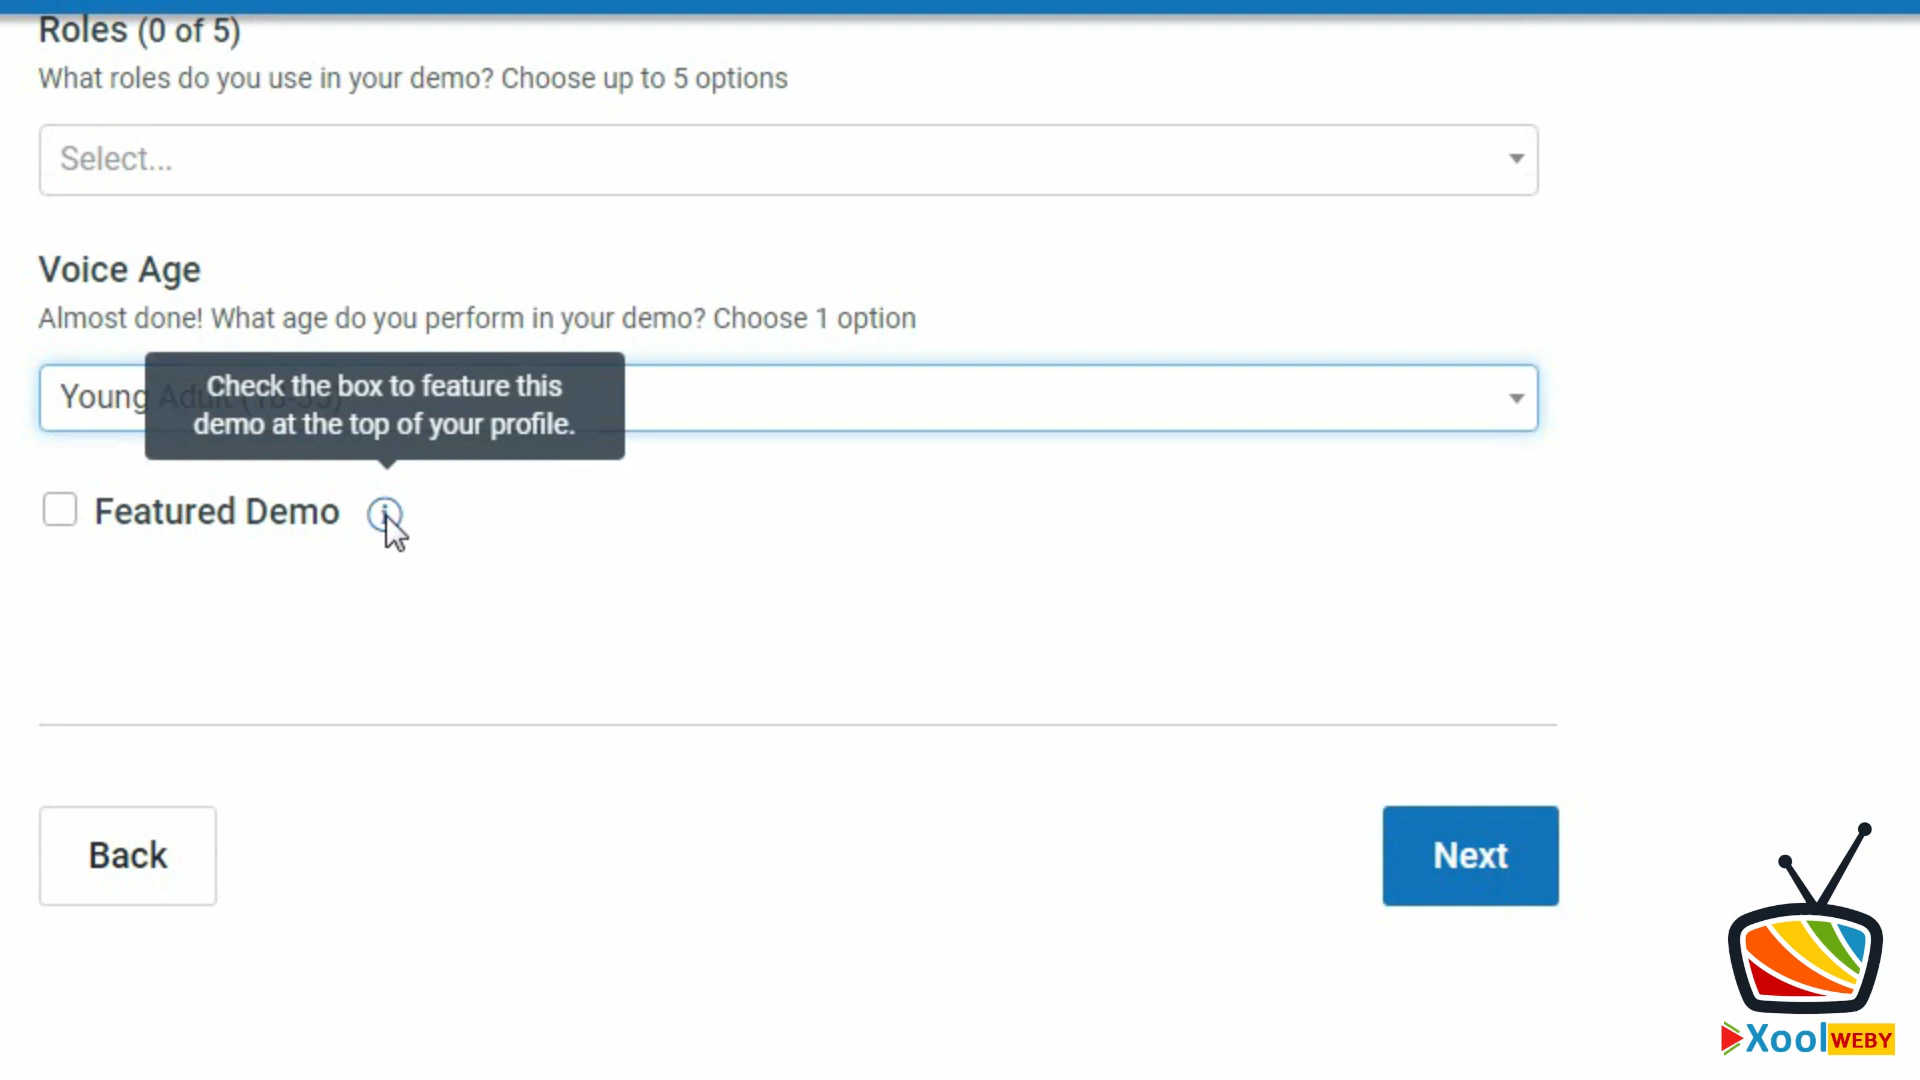 Roles (0 of 5)
What roles do you use in your demo? Choose up to 5 options
Select...
Voice Age
Almost done! What age do you perform in your demo? Choose 1 option
Young Adult
Check the box to feature this
demo at the top of your profile.
Featured Demo
Back
Next
Xool WEBY